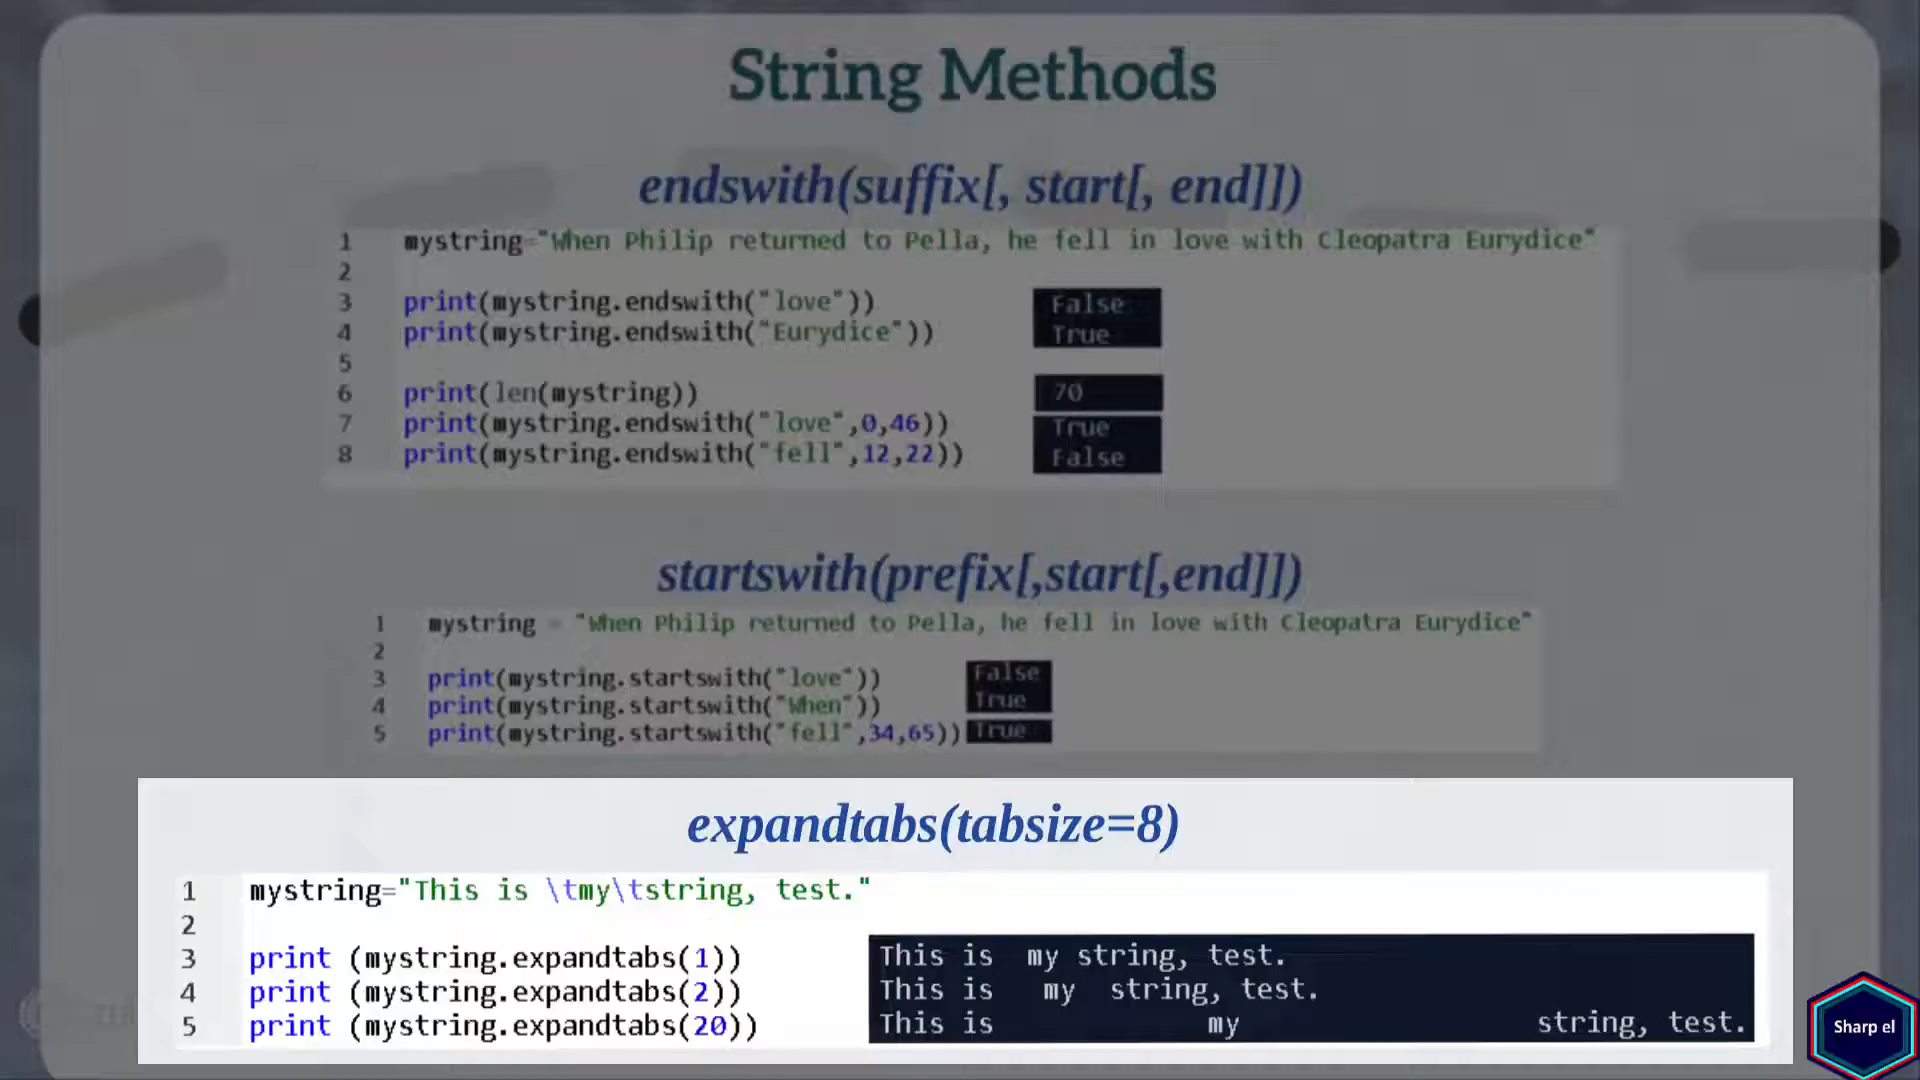 String Methods
endswith(suffix[, start[, end]])
1 mystring="When Philip returned to Pella, he fell in love with Cleopatra Eurydice"
2
3 print(mystring.endswith("love")) False
4 print(mystring.endswith("Eurydice")) True
5
6 print(len(mystring)) 70
7 print(mystring.endswith("love",0,46)) True
8 print(mystring.endswith("fell",12,22)) False
startswith(prefix[,start[,end]])
1 mystring = "When Philip returned to Pella, he fell in love with Cleopatra Eurydice"
2
3 print(mystring.startswith("love")) False
4 print(mystring.startswith("When")) True
5 print(mystring.startswith("fell",34,65)) True
expandtabs(tabsize=8)
1 mystring="This is \tmy\tstring, test."
2
3 print (mystring.expandtabs(1)) This is  my string, test.
4 print (mystring.expandtabs(2)) This is   my  string, test.
5 print (mystring.expandtabs(20)) This is             my                  string, test.
Sharp el